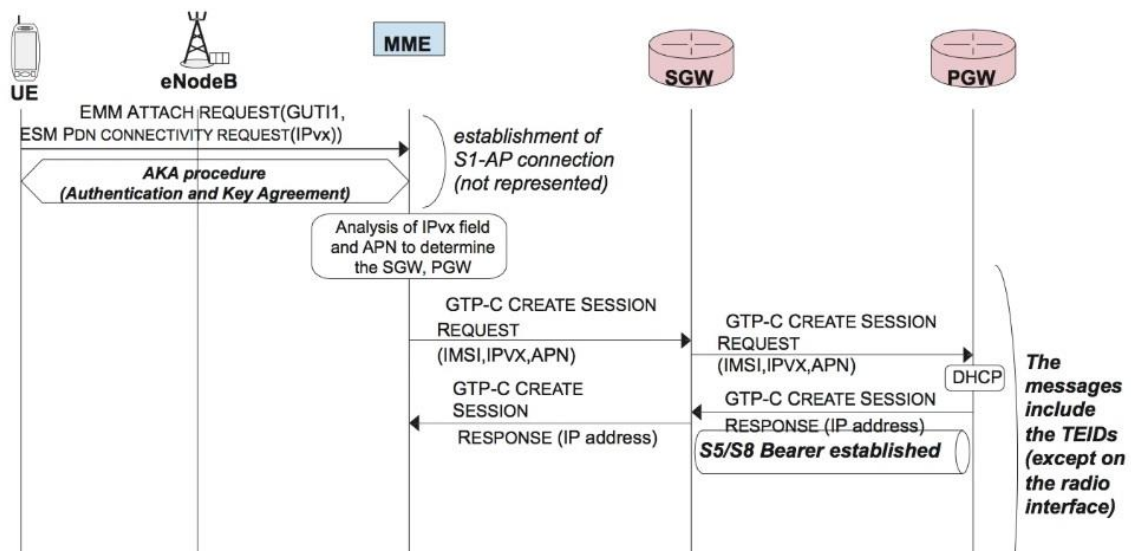 UE
eNodeB
MME
SGW
PGW
EMM ATTACH REQUEST(GUTI1,
ESM PDN CONNECTIVITY REQUEST(IPvx))
establishment of
S1-AP connection
(not represented)
AKA procedure
(Authentication and Key Agreement)
Analysis of IPvx field
and APN to determine
the SGW, PGW
GTP-C CREATE SESSION
REQUEST
(IMSI,IPVX,APN)
GTP-C CREATE SESSION
REQUEST
(IMSI,IPVX,APN)
DHCP
GTP-C CREATE SESSION
RESPONSE (IP address)
GTP-C CREATE
SESSION
RESPONSE (IP address)
S5/S8 Bearer established
The
messages
include
the TEIDs
(except on
the radio
interface)